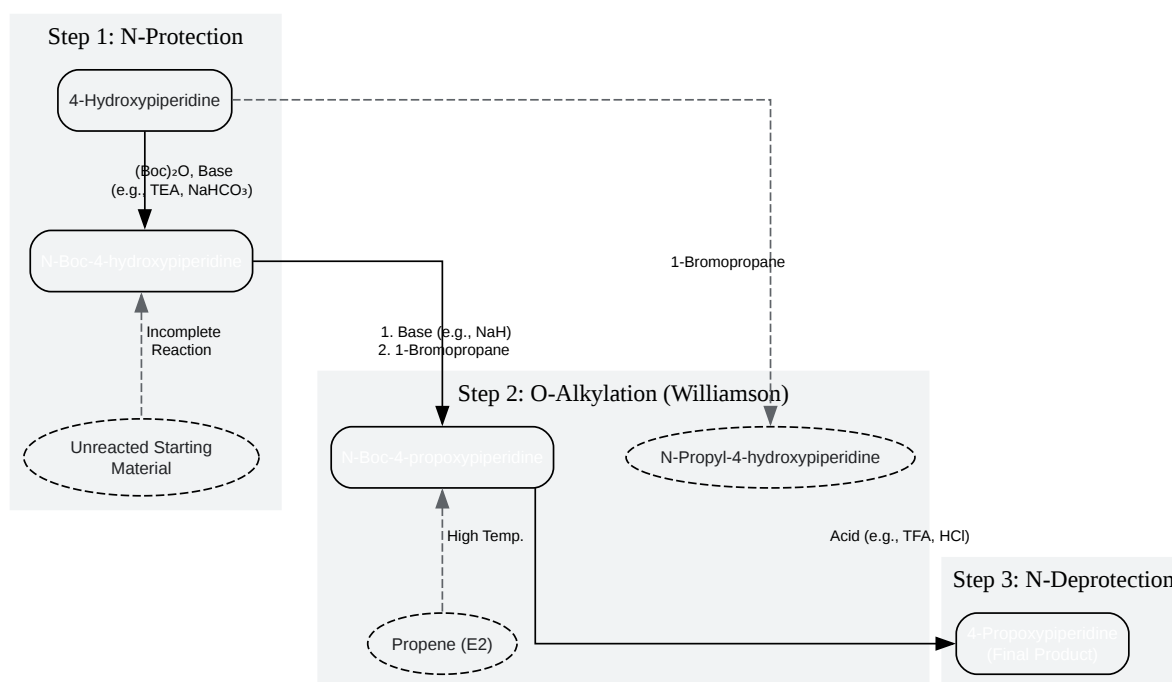 Step 1: N-Protection
4-Hydroxypiperidine
(Boc)₂O, Base
(e.g., TEA, NaHCO₃)
N-Boc-4-hydroxypiperidine
Incomplete
Reaction
Unreacted Starting
Material
1-Bromopropane
1. Base (e.g., NaH)
2. 1-Bromopropane
Step 2: O-Alkylation (Williamson)
N-Boc-4-propoxypiperidine
N-Propyl-4-hydroxypiperidine
High Temp.
Propene (E2)
Acid (e.g., TFA, HCl)
Step 3: N-Deprotection
4-Propoxypiperidine
(Final Product)